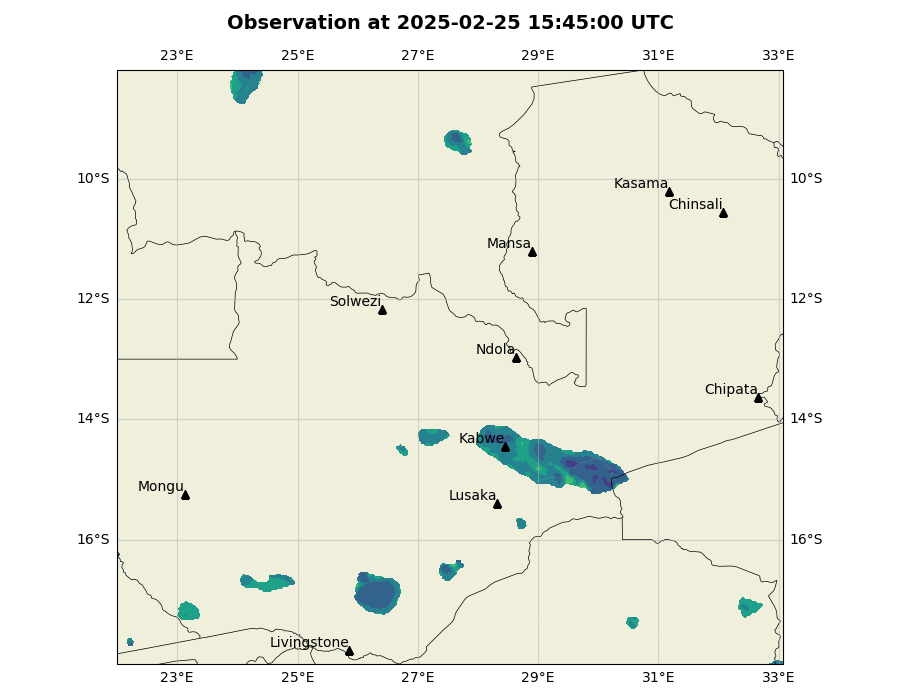 Observation at 2025-02-25 15:45:00 UTC
23°E 25°E 27°E 29°E 31°E 33°E
10°S 10°S
Kasama
Chinsali
Mansa
12°S 12°S
Solwezi
Ndola
Chipata
14°S 14°S
Kabwe
Mongu
Lusaka
16°S 16°S
Livingstone
23°E 25°E 27°E 29°E 31°E 33°E